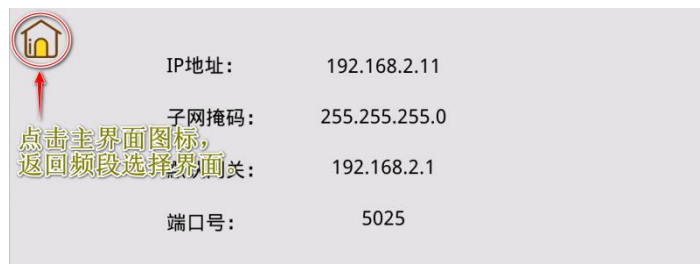 in
IP地址： 192.168.2.11
子网掩码： 255.255.255.0
点击主界面图标，
返回频段选择界面。
关： 192.168.2.1
端口号： 5025